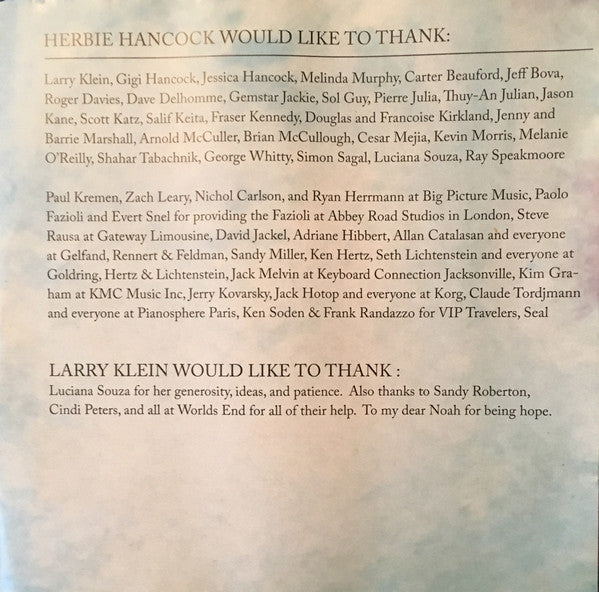 HERBIE HANCOCK WOULD LIKE TO THANK:
Larry Klein, Gigi Hancock, Jessica Hancock, Melinda Murphy, Carter Beauford, Jeff Bova,
Roger Davies, Dave Delhomme, Gemstar Jackie, Sol Guy, Pierre Julia, Thuy-An Julian, Jason
Kane, Scott Katz, Salif Keita, Fraser Kennedy, Douglas and Francoise Kirkland, Jenny and
Barrie Marshall, Arnold McCuller, Brian McCullough, Cesar Mejia, Kevin Morris, Melanie
O'Reilly, Shahar Tabachnik, George Whitty, Simon Sagal, Luciana Souza, Ray Speakmoore
Paul Kremen, Zach Leary, Nichol Carlson, and Ryan Herrmann at Big Picture Music, Paolo
Fazioli and Evert Snel for providing the Fazioli at Abbey Road Studios in London, Steve
Rausa at Gateway Limousine, David Jackel, Adriane Hibbert, Allan Catalasan and everyone
at Gelfand, Rennert & Feldman, Sandy Miller, Ken Hertz, Seth Lichtenstein and everyone at
Goldring, Hertz & Lichtenstein, Jack Melvin at Keyboard Connection Jacksonville, Kim Gra-
ham at KMC Music Inc, Jerry Kovarsky, Jack Hotop and everyone at Korg, Claude Tordjmann
and everyone at Pianosphere Paris, Ken Soden & Frank Randazzo for VIP Travelers, Seal
LARRY KLEIN WOULD LIKE TO THANK :
Luciana Souza for her generosity, ideas, and patience. Also thanks to Sandy Roberton,
Cindi Peters, and all at Worlds End for all of their help. To my dear Noah for being hope.